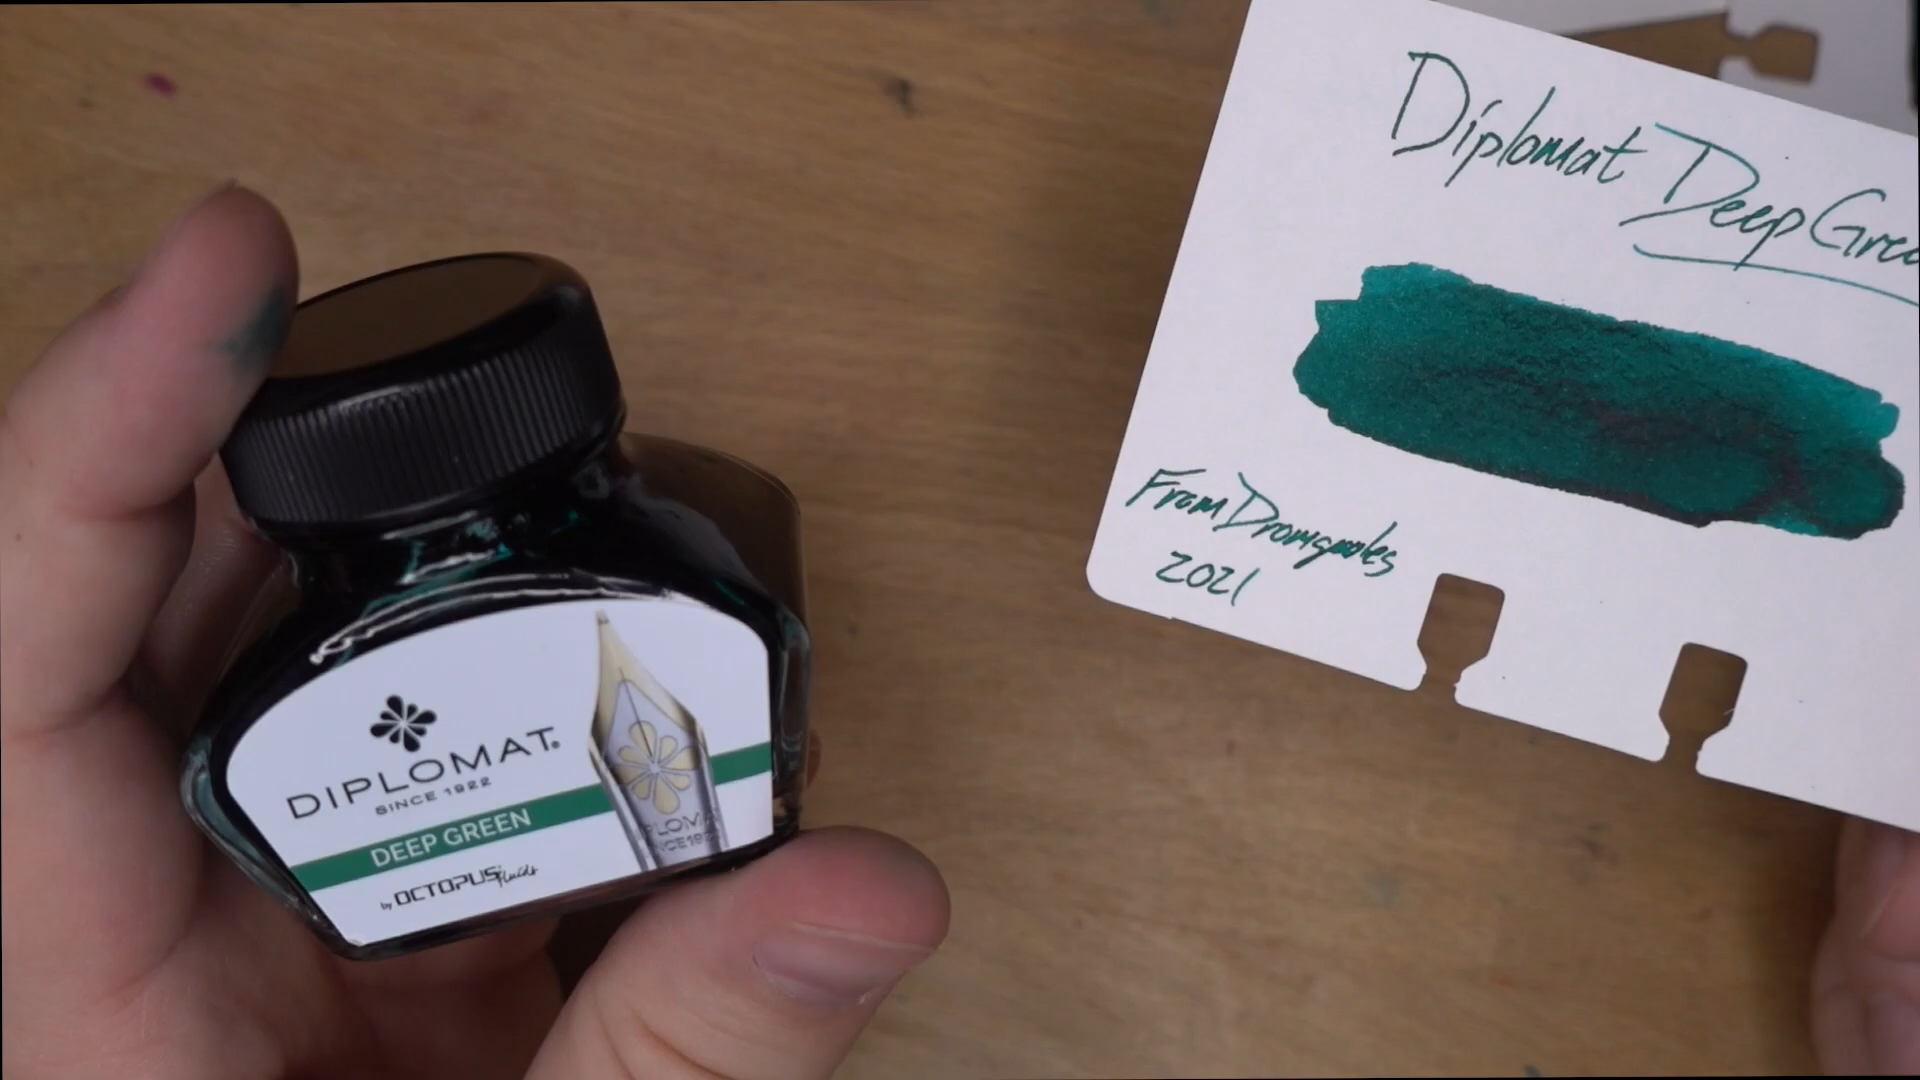 DIPLOMAT
SINCE 1922
DEEP GREEN
by OCTOPUS fluids
Diplomat Deep Gree
From Dromgooles
2021